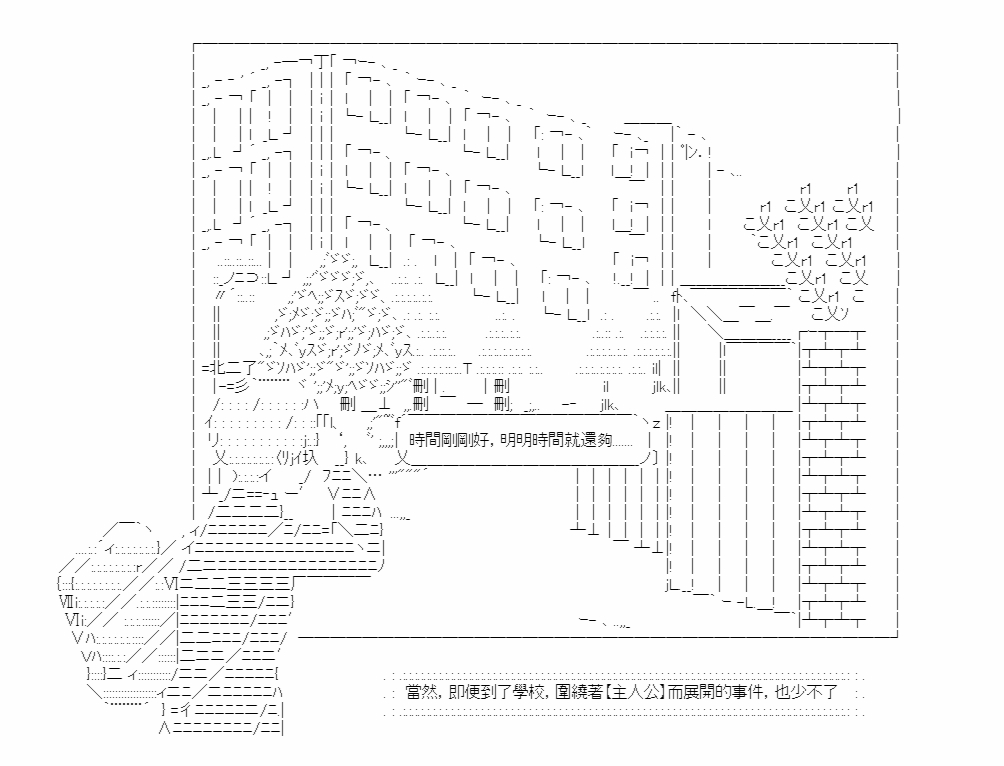 時間剛剛好，明明時間就還夠......
當然，即便到了學校，圍繞著【主人公】而展開的事件，也少不了